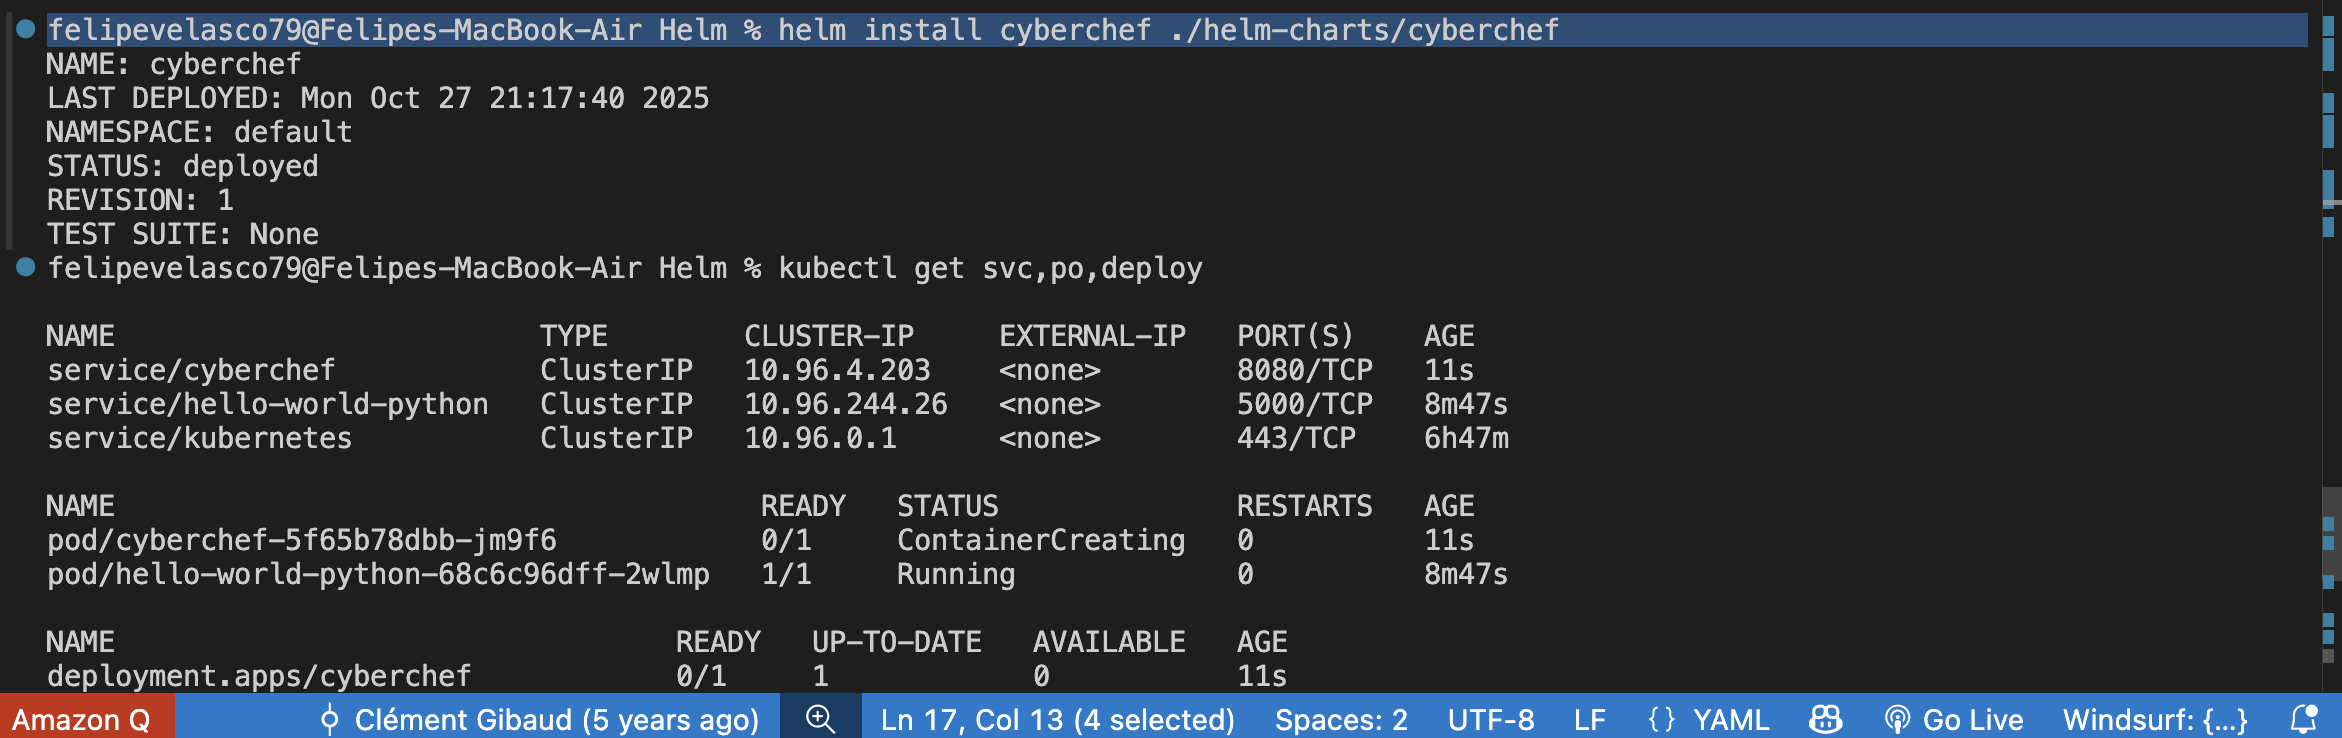 felipevelasco79@Felipes-MacBook-Air Helm % helm install cyberchef ./helm-charts/cyberchef
NAME: cyberchef
LAST DEPLOYED: Mon Oct 27 21:17:40 2025
NAMESPACE: default
STATUS: deployed
REVISION: 1
TEST SUITE: None
felipevelasco79@Felipes-MacBook-Air Helm % kubectl get svc,po,deploy
NAME TYPE CLUSTER-IP EXTERNAL-IP PORT(S) AGE
service/cyberchef ClusterIP 10.96.4.203 <none> 8080/TCP 11s
service/hello-world-python ClusterIP 10.96.244.26 <none> 5000/TCP 8m47s
service/kubernetes ClusterIP 10.96.0.1 <none> 443/TCP 6h47m
NAME READY STATUS RESTARTS AGE
pod/cyberchef-5f65b78dbb-jm9f6 0/1 ContainerCreating 0 11s
pod/hello-world-python-68c6c96dff-2wlmp 1/1 Running 0 8m47s
NAME READY UP-TO-DATE AVAILABLE AGE
deployment.apps/cyberchef 0/1 1 0 11s
Amazon Q Clément Gibaud (5 years ago) Ln 17, Col 13 (4 selected) Spaces: 2 UTF-8 LF {} YAML Go Live Windsurf: {...}